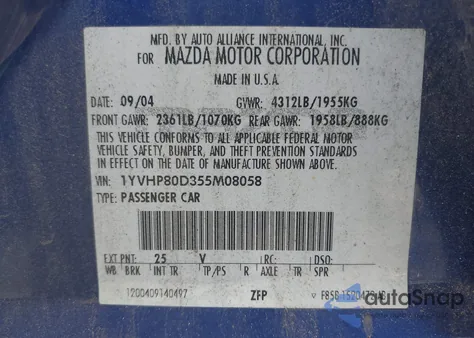 MFD. BY AUTO ALLIANCE INTERNATIONAL, INC.
FOR MAZDA MOTOR CORPORATION
MADE IN U.S.A.
DATE: 09/04 GVWR: 4312LB/1955KG
FRONT GAWR: 2361LB/1070KG REAR GAWR: 1958LB/888KG
THIS VEHICLE CONFORMS TO ALL APPLICABLE FEDERAL MOTOR
VEHICLE SAFETY, BUMPER, AND THEFT PREVENTION STANDARDS
IN EFFECT ON THE DATE OF MANUFACTURE SHOWN ABOVE
VIN: 1YVHP80D355M08058
TYPE: PASSENGER CAR
EXT PNT: 25 V RC: DSO:
WB BRK INT TR TP/PS R AXLE TR SPR
1200409140497 ZFP
autoSnap